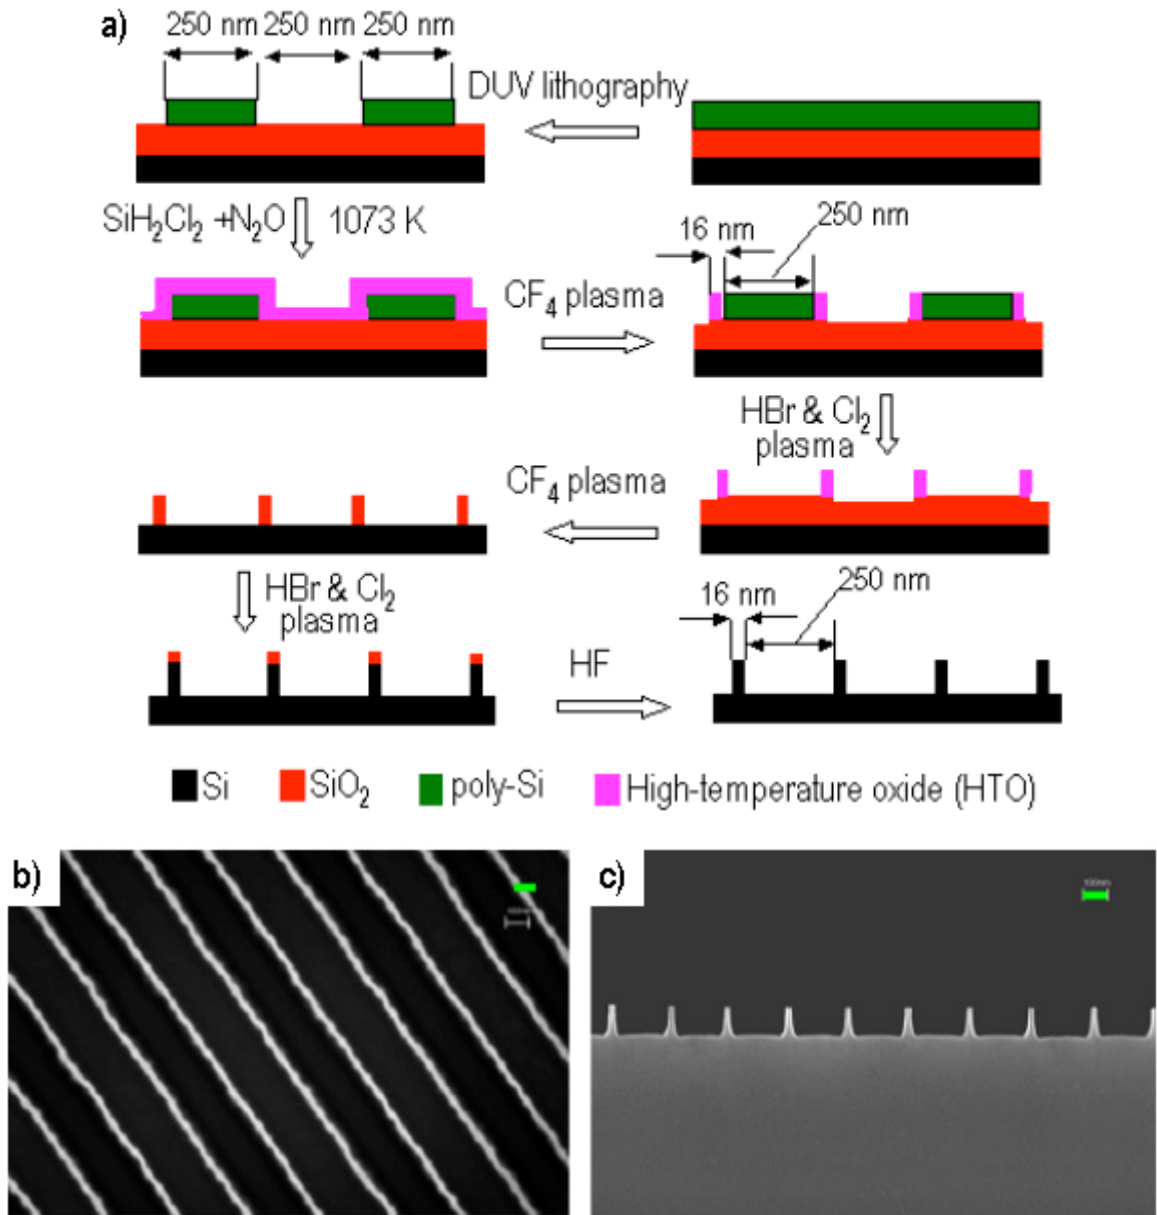 a)
250 nm 250 nm 250 nm
DUV lithography
SiH₂Cl₂ +N₂O 1073 K
16 nm 250 nm
CF₄ plasma
HBr & Cl₂
plasma
CF₄ plasma
HBr & Cl₂
plasma
16 nm 250 nm
HF
Si SiO₂ poly-Si High-temperature oxide (HTO)
b) c)
100nm